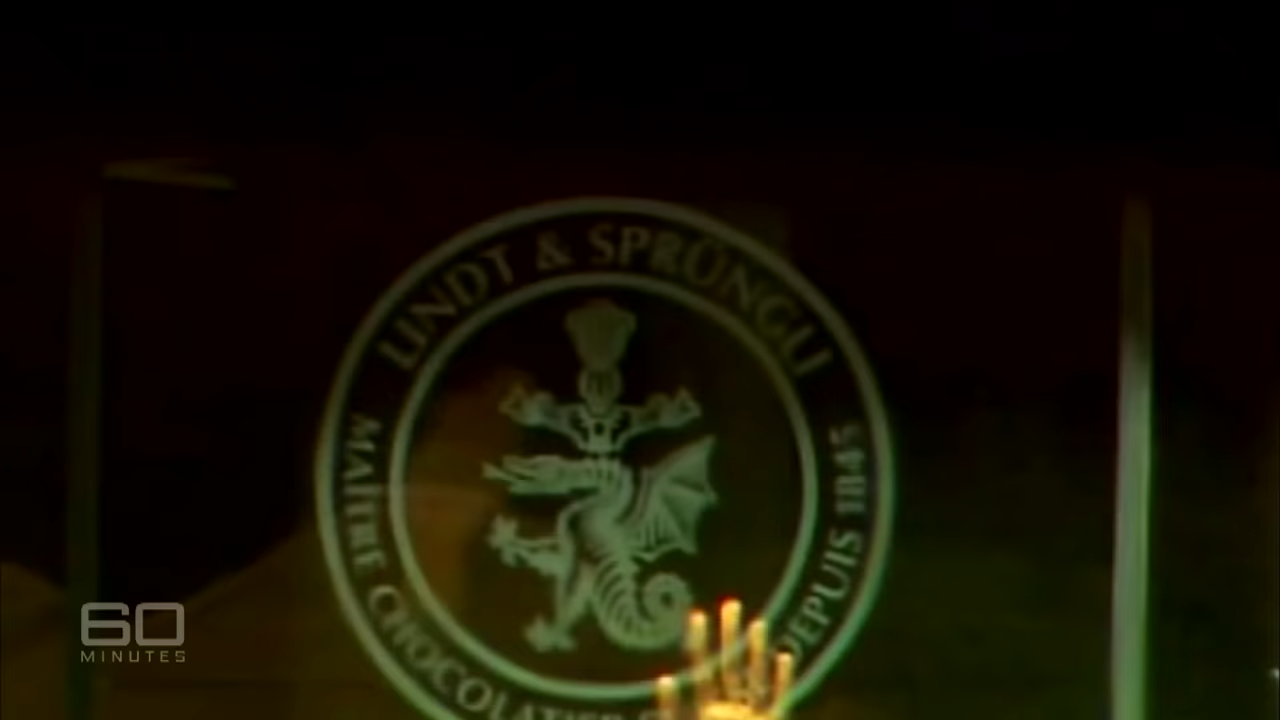 LINDT & SPRÜNGLI
MAÎTRE CHOCOLATIER
DEPUIS 1845
60
MINUTES